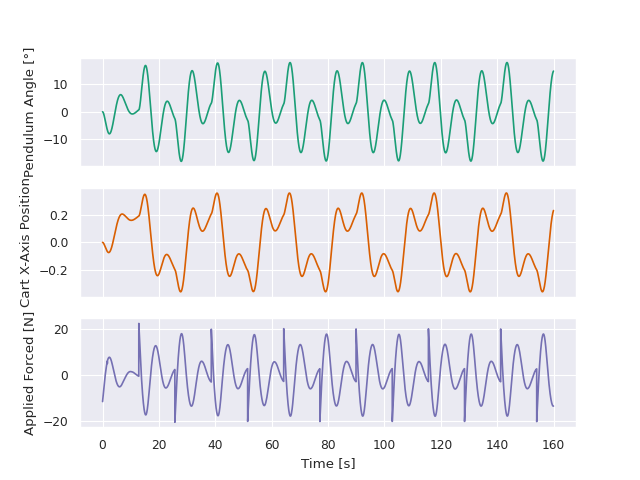 Pendulum Angle [°]
10
0
−10
Cart X-Axis Position
0.2
0.0
−0.2
Applied Forced [N]
20
0
−20
0 20 40 60 80 100 120 140 160
Time [s]